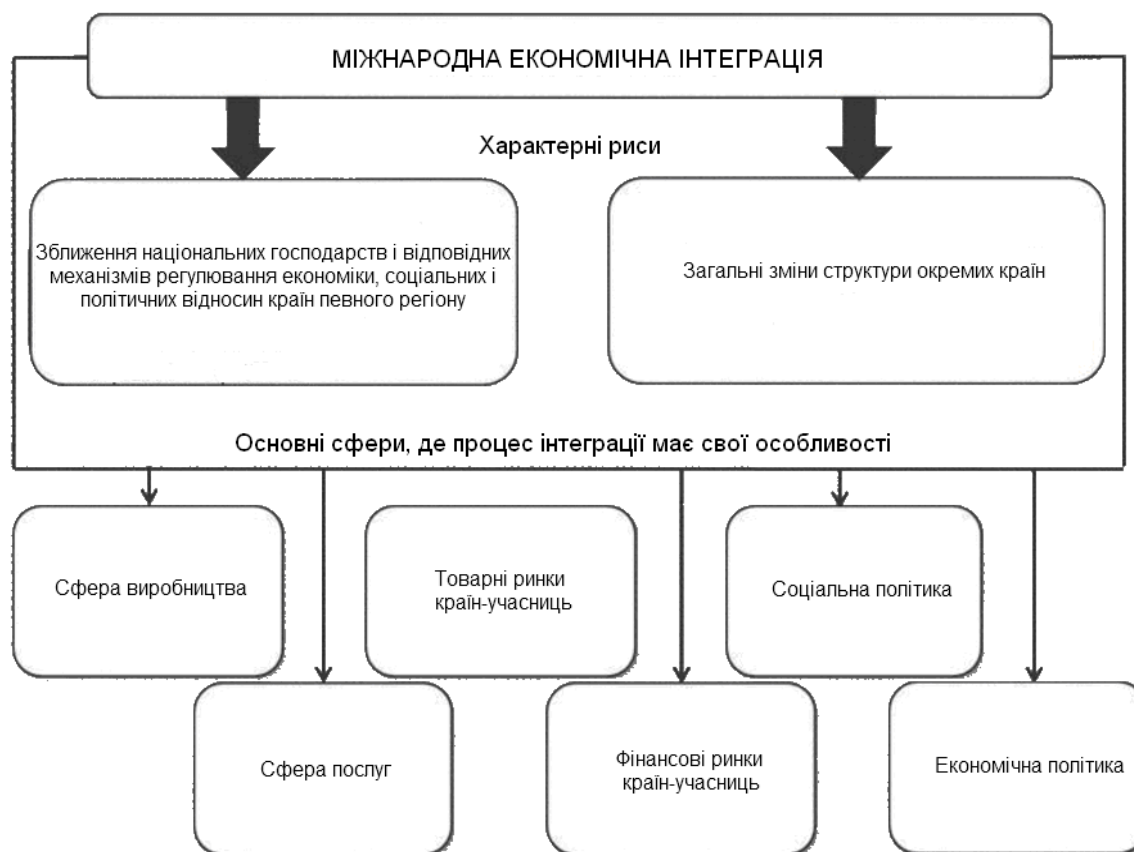 МІЖНАРОДНА ЕКОНОМІЧНА ІНТЕГРАЦІЯ
Характерні риси
Зближення національних господарств і відповідних
механізмів регулювання економіки, соціальних і
політичних відносин країн певного регіону
Загальні зміни структури окремих країн
Основні сфери, де процес інтеграції має свої особливості
Сфера виробництва
Товарні ринки
країн-учасниць
Соціальна політика
Сфера послуг
Фінансові ринки
країн-учасниць
Економічна політика